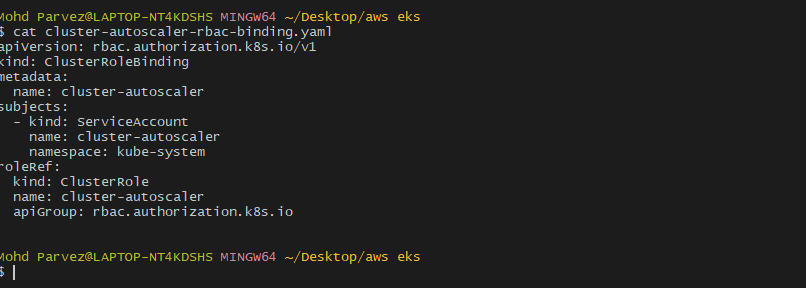 Mohd Parvez@LAPTOP-NT4KDSHS MINGW64 ~/Desktop/aws eks
$ cat cluster-autoscaler-rbac-binding.yaml
apiVersion: rbac.authorization.k8s.io/v1
kind: ClusterRoleBinding
metadata:
  name: cluster-autoscaler
subjects:
  - kind: ServiceAccount
    name: cluster-autoscaler
    namespace: kube-system
roleRef:
  kind: ClusterRole
  name: cluster-autoscaler
  apiGroup: rbac.authorization.k8s.io
Mohd Parvez@LAPTOP-NT4KDSHS MINGW64 ~/Desktop/aws eks
$